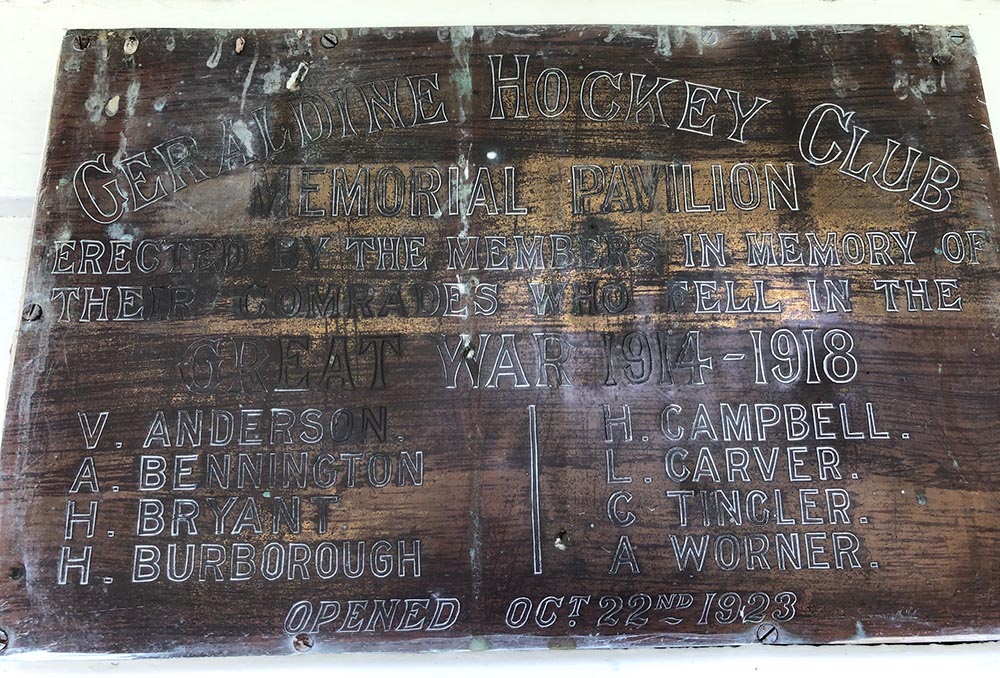 GERALDINE HOCKEY CLUB
MEMORIAL PAVILION
ERECTED BY THE MEMBERS IN MEMORY OF
THEIR COMRADES WHO FELL IN THE
GREAT WAR 1914-1918
V. ANDERSON.
A. BENNINGTON
H. BRYANT
H. BURBOROUGH
H. CAMPBELL.
L. CARVER.
C TINCLER.
A WORNER.
OPENED OCT. 22ND 1923